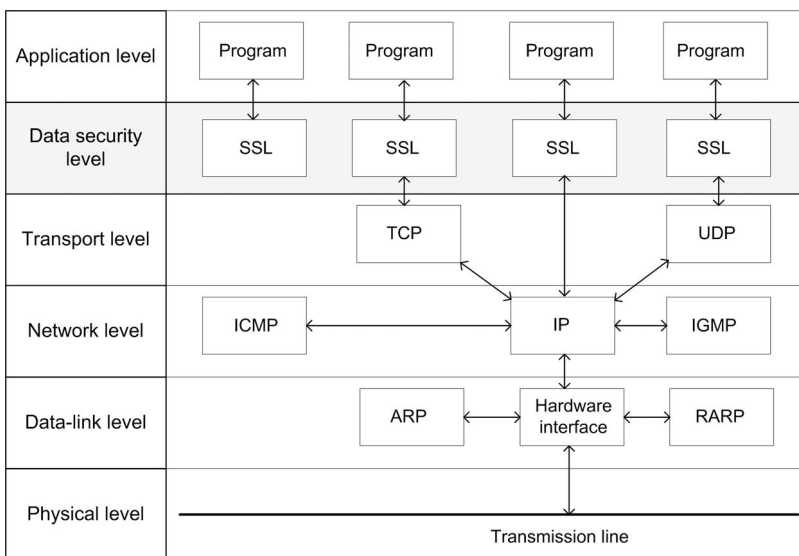 Application level
Program Program Program Program
Data security
level
SSL SSL SSL SSL
Transport level
TCP UDP
Network level
ICMP IP IGMP
Data-link level
ARP
Hardware
interface
RARP
Physical level
Transmission line